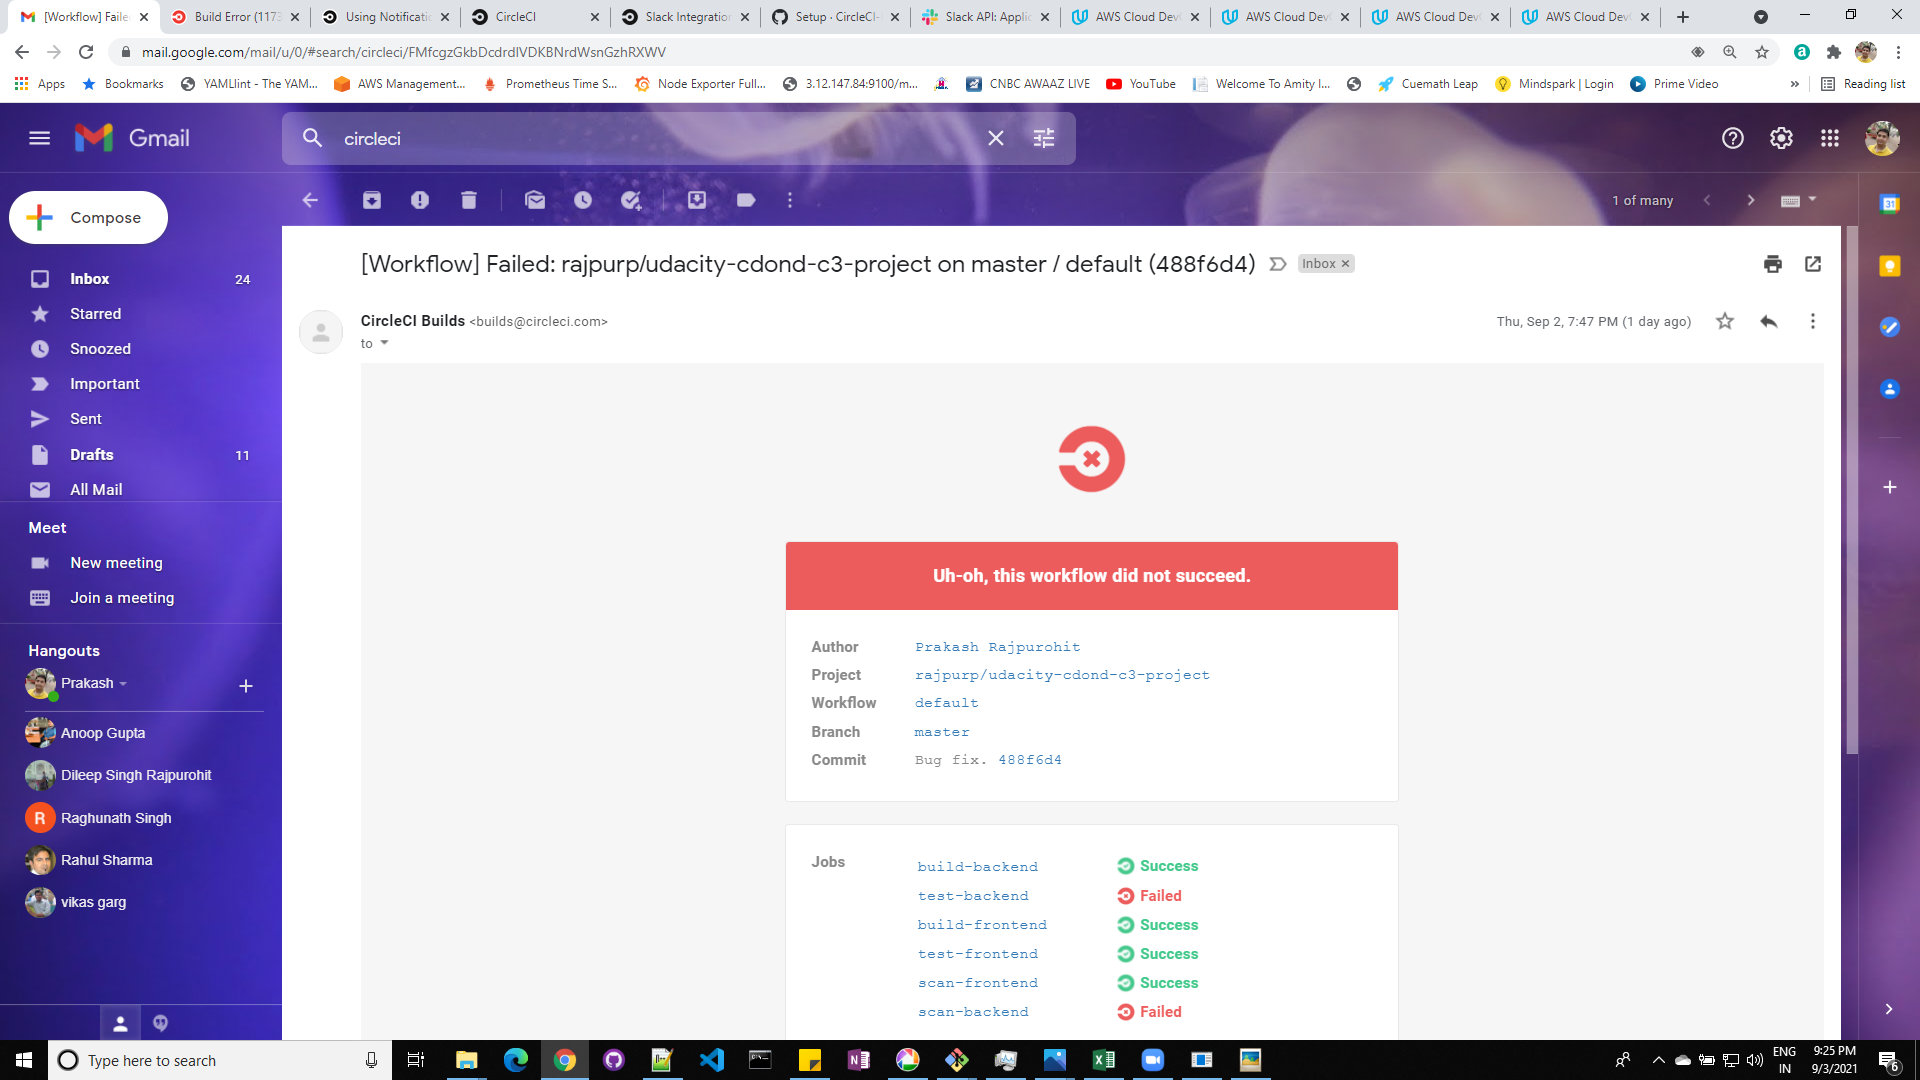 [Workflow] Faile
Build Error (1173
Using Notificatio
CircleCI
Slack Integration
Setup · CircleCI-
Slack API: Applic
AWS Cloud Dev
AWS Cloud Dev
AWS Cloud Dev
AWS Cloud Dev
mail.google.com/mail/u/0/#search/circleci/FMfcgzGkbDcdrdlVDKBNrdWsnGzhRXWV
Apps
Bookmarks
YAMLlint - The YAM...
AWS Management...
Prometheus Time S...
Node Exporter Full...
3.12.147.84:9100/m...
CNBC AWAAZ LIVE
YouTube
Welcome To Amity I...
Cuemath Leap
Mindspark | Login
Prime Video
»
Reading list
Gmail
circleci
Compose
1 of many
Inbox 24
Starred
Snoozed
Important
Sent
Drafts 11
All Mail
Meet
New meeting
Join a meeting
Hangouts
Prakash
Anoop Gupta
Dileep Singh Rajpurohit
R Raghunath Singh
Rahul Sharma
vikas garg
[Workflow] Failed: rajpurp/udacity-cdond-c3-project on master / default (488f6d4)
Inbox ×
CircleCI Builds <builds@circleci.com>
Thu, Sep 2, 7:47 PM (1 day ago)
to
Uh-oh, this workflow did not succeed.
Author Prakash Rajpurohit
Project rajpurp/udacity-cdond-c3-project
Workflow default
Branch master
Commit Bug fix. 488f6d4
Jobs build-backend Success
test-backend Failed
build-frontend Success
test-frontend Success
scan-frontend Success
scan-backend Failed
31
Type here to search
ENG
IN
9:25 PM
9/3/2021
6